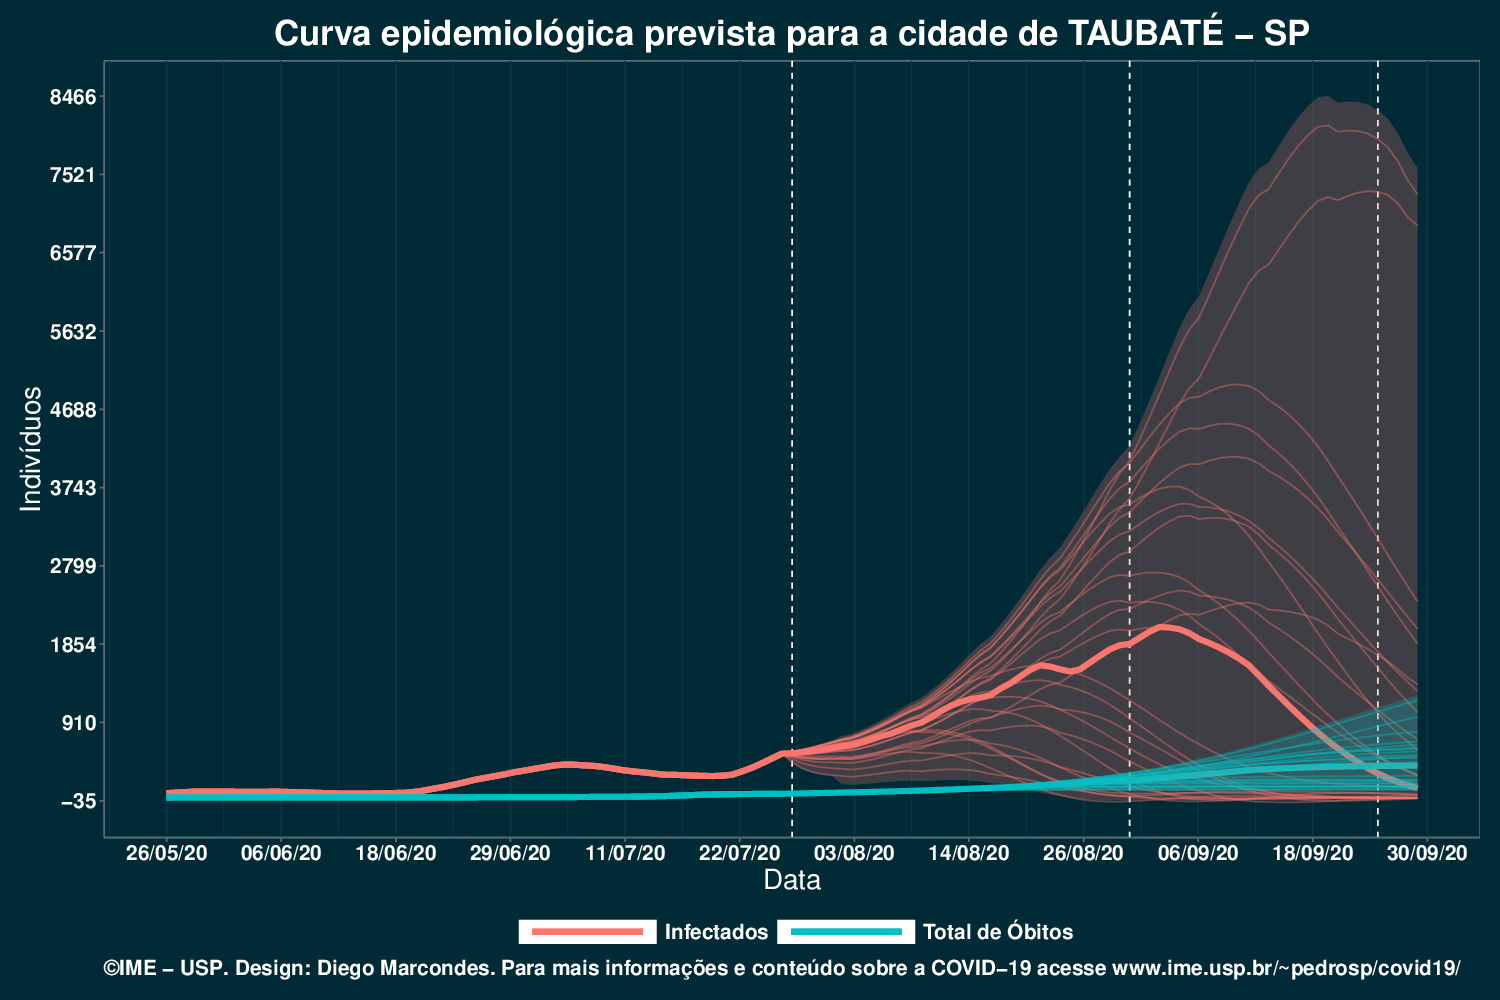 Curva epidemiológica prevista para a cidade de TAUBATÉ − SP
8466
7521
6577
5632
4688
3743
2799
1854
910
−35
Indivíduos
26/05/20 06/06/20 18/06/20 29/06/20 11/07/20 22/07/20 03/08/20 14/08/20 26/08/20 06/09/20 18/09/20 30/09/20
Data
Infectados Total de Óbitos
©IME − USP. Design: Diego Marcondes. Para mais informações e conteúdo sobre a COVID−19 acesse www.ime.usp.br/~pedrosp/covid19/